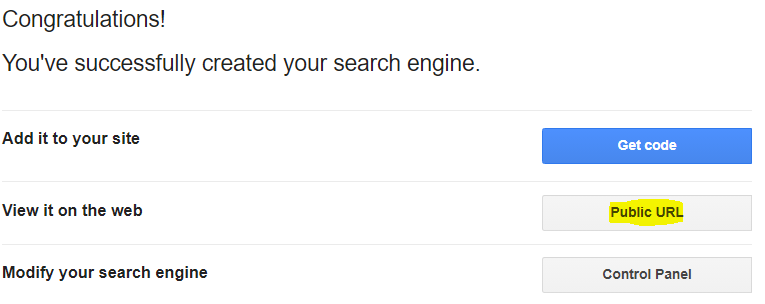 Congratulations!
You've successfully created your search engine.
Add it to your site
Get code
View it on the web
Public URL
Modify your search engine
Control Panel